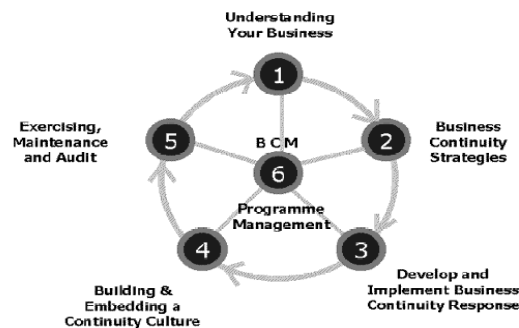 Understanding
Your Business
1
Exercising,
Maintenance
and Audit
5
B C M
6
2
Business
Continuity
Strategies
Programme
Management
4
3
Building &
Embedding a
Continuity Culture
Develop and
Implement Business
Continuity Response